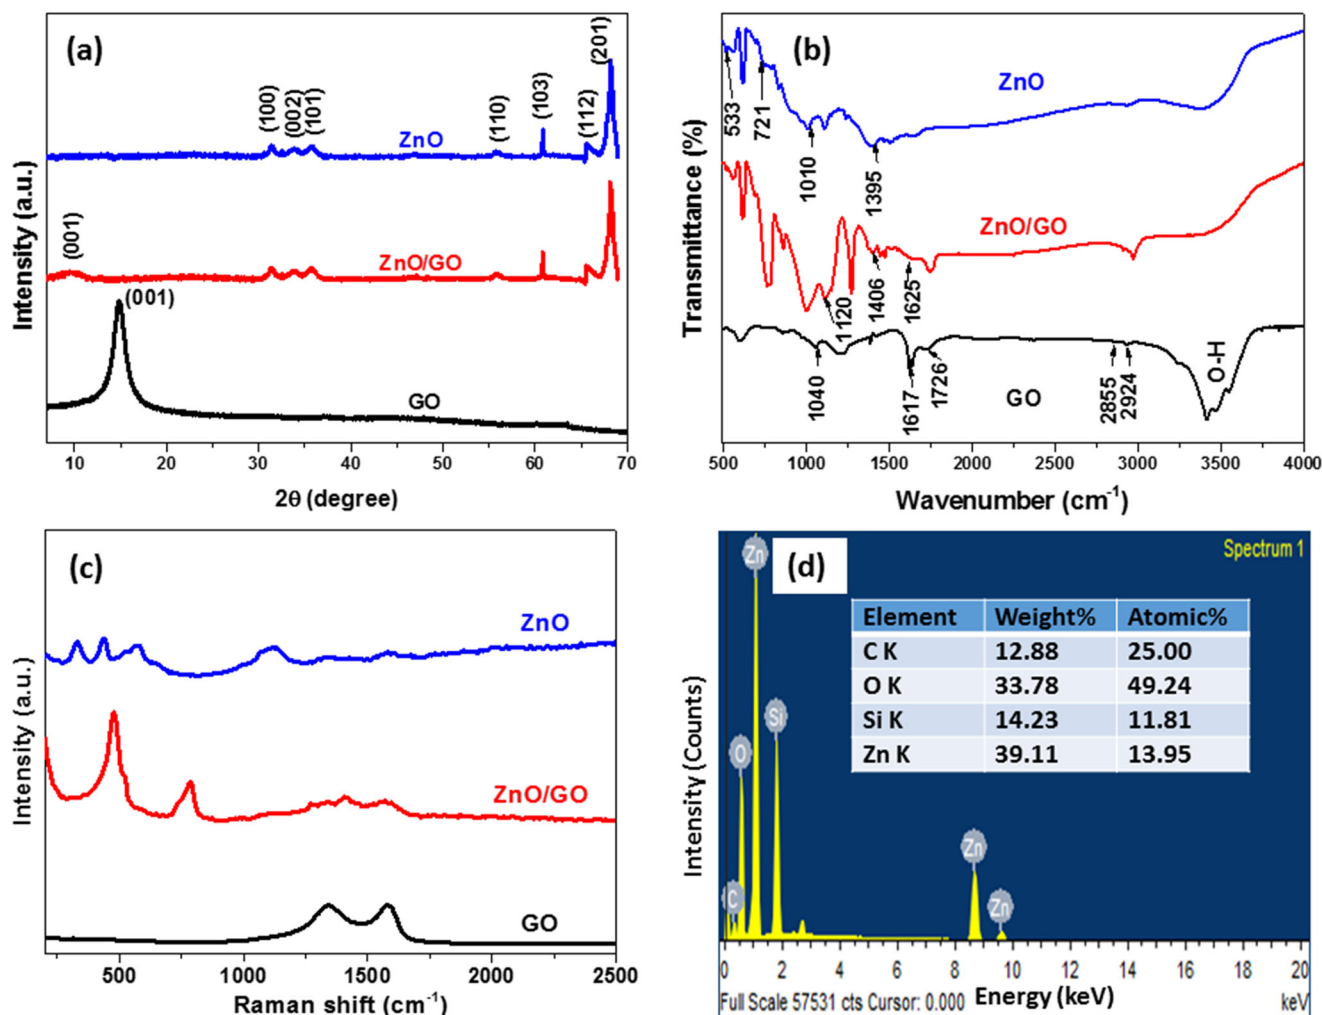 (a)
(100)
(002)
(101)
(110)
(103)
(112)
(201)
ZnO
(001)
ZnO/GO
(001)
GO
Intensity (a.u.)
10 20 30 40 50 60 70
2θ (degree)
(b)
ZnO
533
721
1010
1395
ZnO/GO
1120
1406
1625
1040
1617
1726
GO
2855
2924
O-H
Transmittance (%)
500 1000 1500 2000 2500 3000 3500 4000
Wavenumber (cm⁻¹)
(c)
ZnO
ZnO/GO
GO
Intensity (a.u.)
500 1000 1500 2000 2500
Raman shift (cm⁻¹)
(d)
Spectrum 1
Zn
Element Weight% Atomic%
C K 12.88 25.00
O K 33.78 49.24
Si K 14.23 11.81
Zn K 39.11 13.95
Si
O
C
Zn
Zn
Intensity (Counts)
0 2 4 6 8 10 12 14 16 18 20
Full Scale 57531 cts Cursor: 0.000 Energy (keV) keV